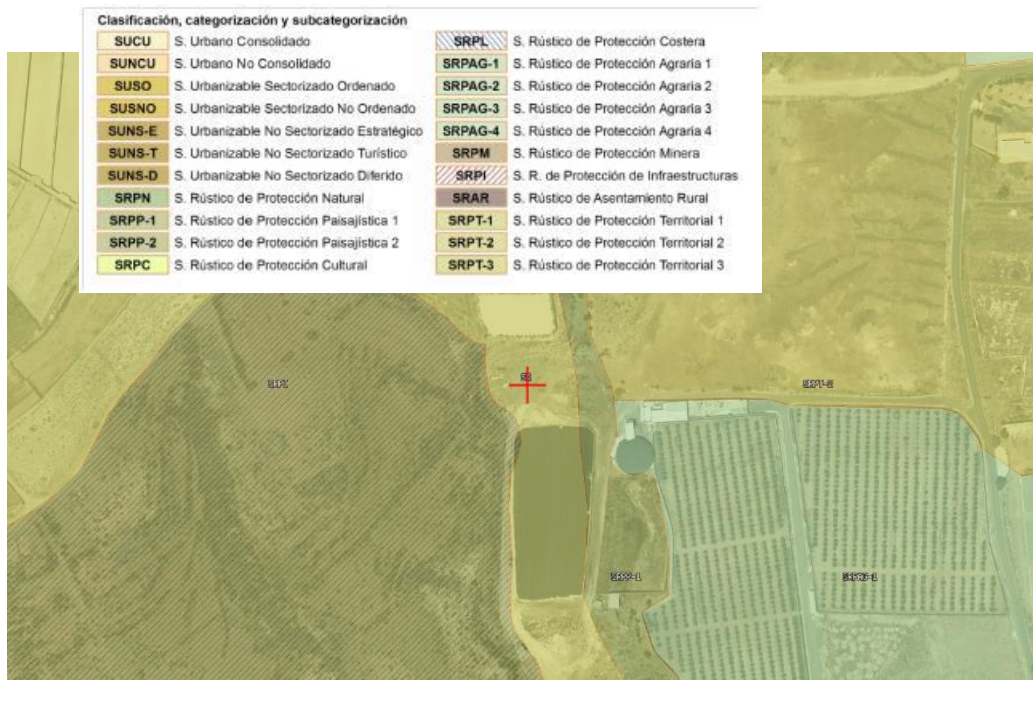 Clasificación, categorización y subcategorización
SUCU S. Urbano Consolidado
SUNCU S. Urbano No Consolidado
SUSO S. Urbanizable Sectorizado Ordenado
SUSNO S. Urbanizable Sectorizado No Ordenado
SUNS-E S. Urbanizable No Sectorizado Estratégico
SUNS-T S. Urbanizable No Sectorizado Turístico
SUNS-D S. Urbanizable No Sectorizado Diferido
SRPN S. Rústico de Protección Natural
SRPP-1 S. Rústico de Protección Paisajística 1
SRPP-2 S. Rústico de Protección Paisajística 2
SRPC S. Rústico de Protección Cultural
SRPL S. Rústico de Protección Costera
SRPAG-1 S. Rústico de Protección Agraria 1
SRPAG-2 S. Rústico de Protección Agraria 2
SRPAG-3 S. Rústico de Protección Agraria 3
SRPAG-4 S. Rústico de Protección Agraria 4
SRPM S. Rústico de Protección Minera
SRPI S. R. de Protección de Infraestructuras
SRAR S. Rústico de Asentamiento Rural
SRPT-1 S. Rústico de Protección Territorial 1
SRPT-2 S. Rústico de Protección Territorial 2
SRPT-3 S. Rústico de Protección Territorial 3
SRPP-1
SRPAG-1